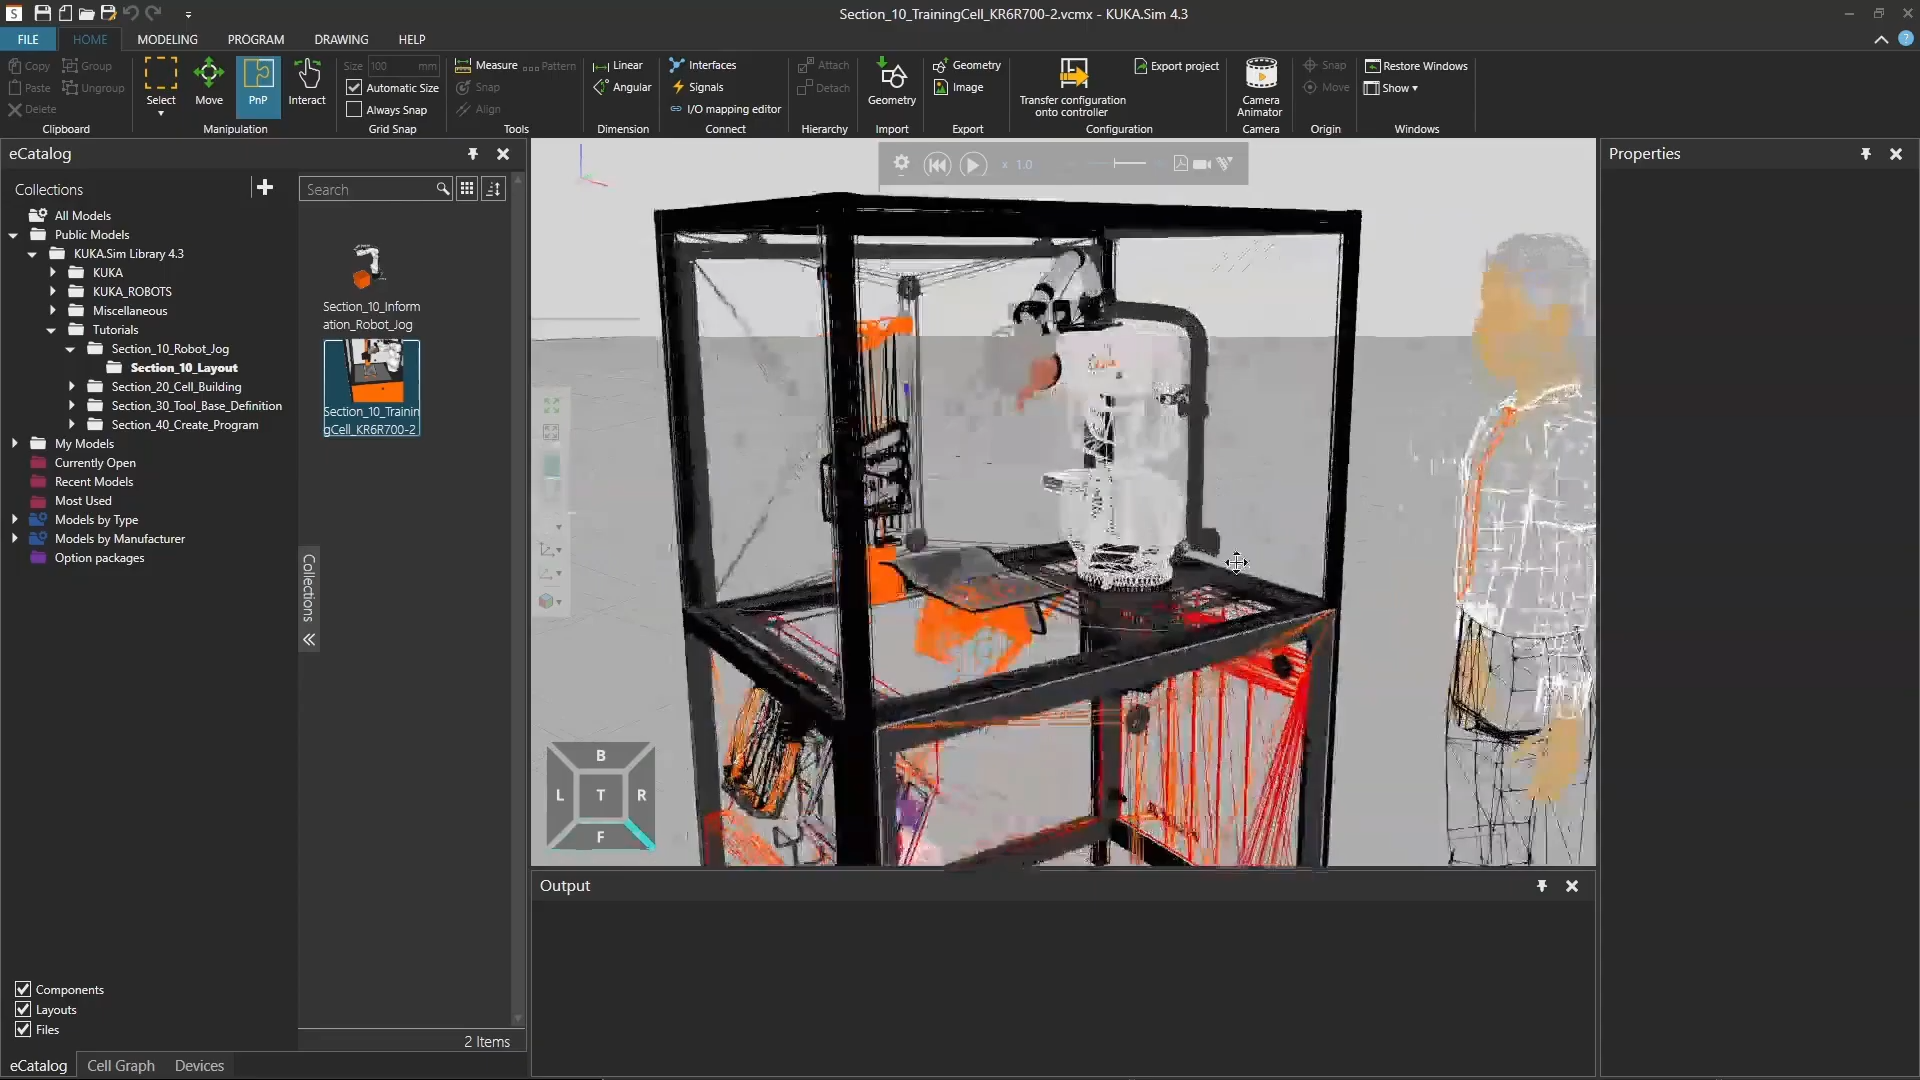 Section_10_TrainingCell_KR6R700-2.vcmx - KUKA.Sim 4.3
FILE
HOME
MODELING
PROGRAM
DRAWING
HELP
Copy
Group
Paste
Ungroup
Delete
Clipboard
Select
Move
PnP
Interact
Manipulation
Size 100 mm
Automatic Size
Always Snap
Grid Snap
Measure
Pattern
Snap
Align
Tools
Linear
Angular
Dimension
Interfaces
Signals
I/O mapping editor
Connect
Attach
Detach
Hierarchy
Geometry
Import
Geometry
Image
Export
Transfer configuration
onto controller
Export project
Configuration
Camera
Animator
Camera
Snap
Move
Origin
Restore Windows
Show
Windows
eCatalog
Collections
Search
All Models
Public Models
KUKA.Sim Library 4.3
KUKA
KUKA_ROBOTS
Miscellaneous
Tutorials
Section_10_Robot_Jog
Section_10_Layout
Section_20_Cell_Building
Section_30_Tool_Base_Definition
Section_40_Create_Program
My Models
Currently Open
Recent Models
Most Used
Models by Type
Models by Manufacturer
Option packages
Section_10_Inform
ation_Robot_Jog
Section_10_Trainin
gCell_KR6R700-2
Collections
Components
Layouts
Files
2 Items
eCatalog
Cell Graph
Devices
x 1.0
B
L
T
R
F
Output
Properties